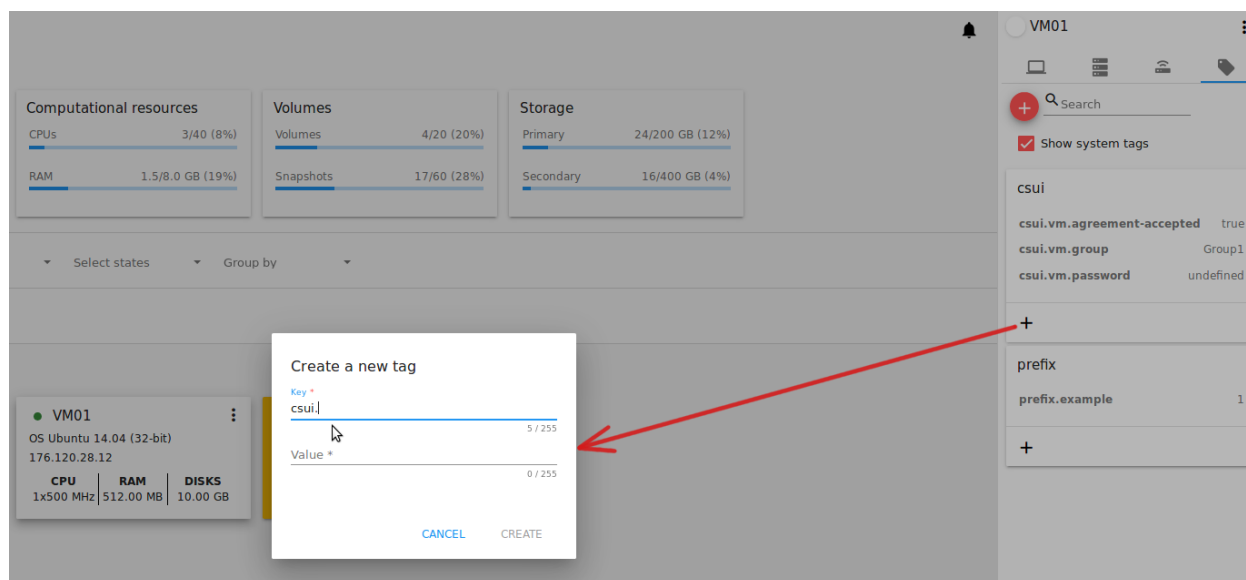 VM01
Computational resources
CPUs 3/40 (8%)
RAM 1.5/8.0 GB (19%)
Volumes
Volumes 4/20 (20%)
Snapshots 17/60 (28%)
Storage
Primary 24/200 GB (12%)
Secondary 16/400 GB (4%)
Search
Show system tags
csui
csui.vm.agreement-accepted true
csui.vm.group Group1
csui.vm.password undefined
+
prefix
prefix.example 1
+
Select states
Group by
VM01
OS Ubuntu 14.04 (32-bit)
176.120.28.12
CPU RAM DISKS
1x500 MHz 512.00 MB 10.00 GB
Create a new tag
Key *
csui.
5 / 255
Value *
0 / 255
CANCEL CREATE